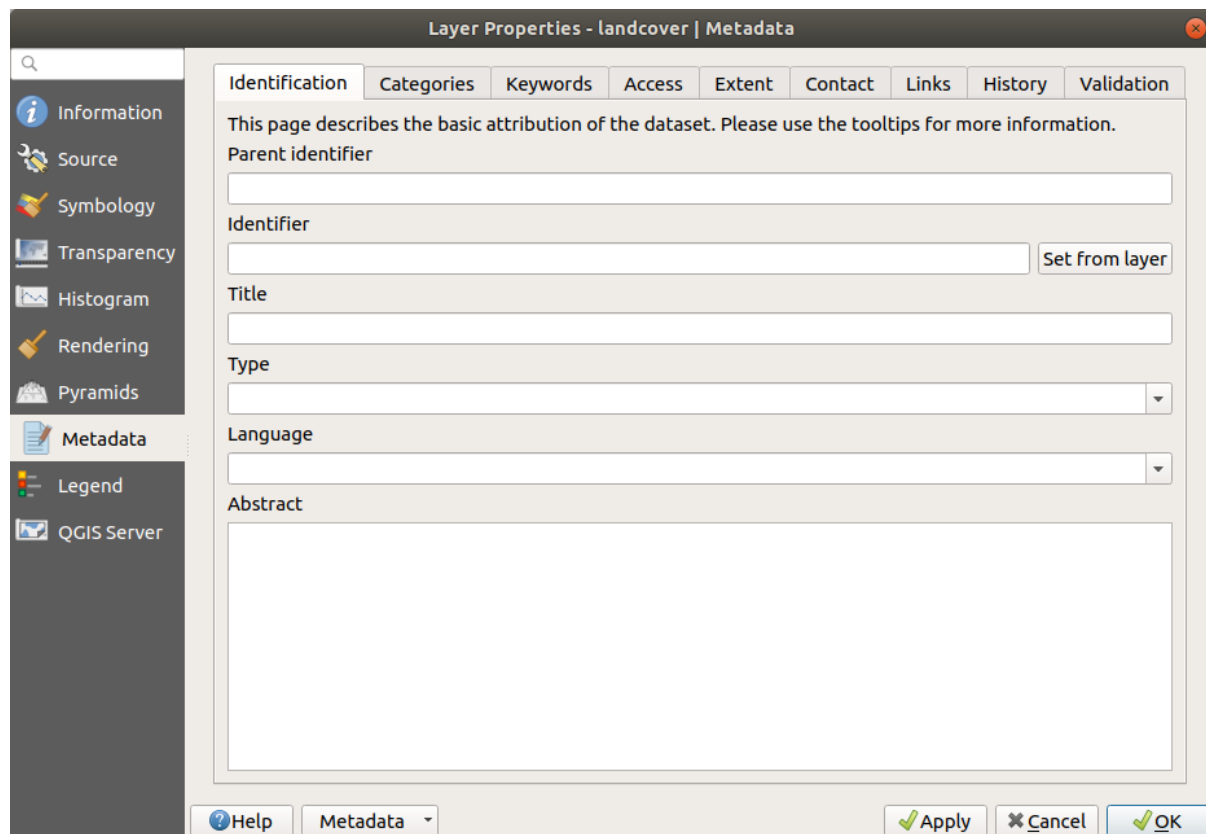 Layer Properties - landcover | Metadata
Information
Source
Symbology
Transparency
Histogram
Rendering
Pyramids
Metadata
Legend
QGIS Server
Identification Categories Keywords Access Extent Contact Links History Validation
This page describes the basic attribution of the dataset. Please use the tooltips for more information.
Parent identifier
Identifier
Set from layer
Title
Type
Language
Abstract
Help Metadata Apply Cancel OK